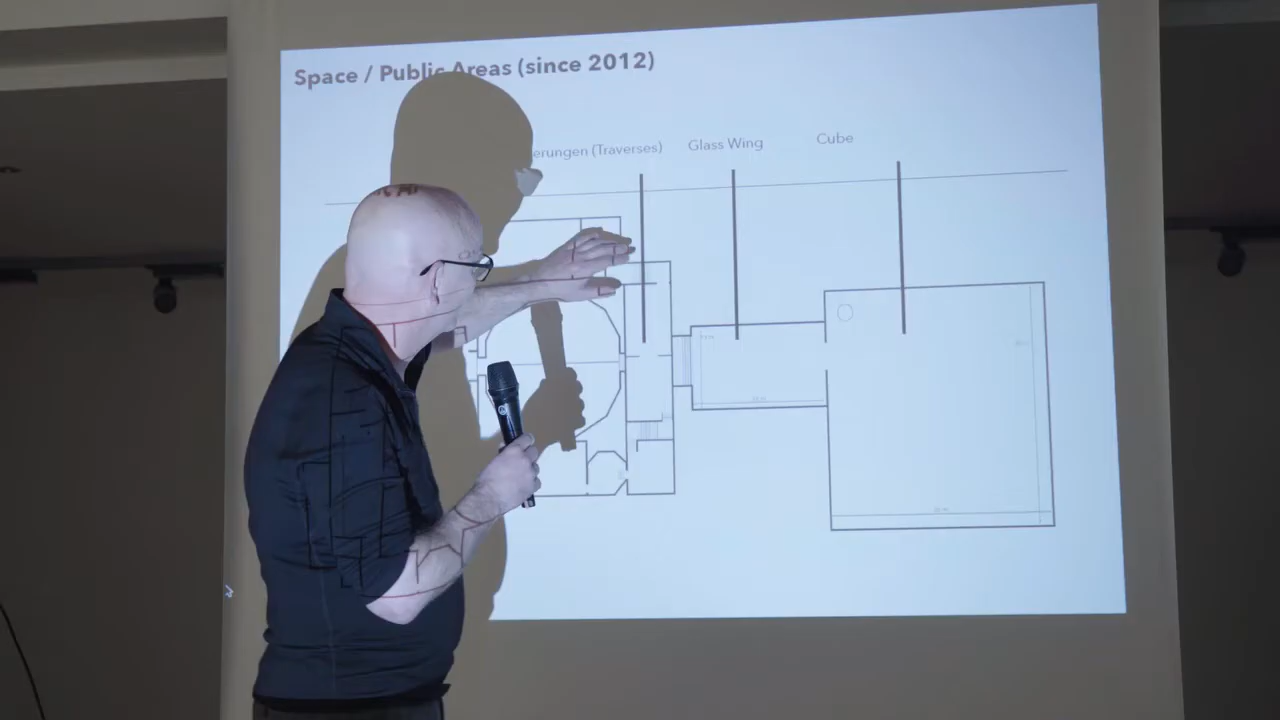 Space / Public Areas (since 2012)
erungen (Traverses) Glass Wing Cube